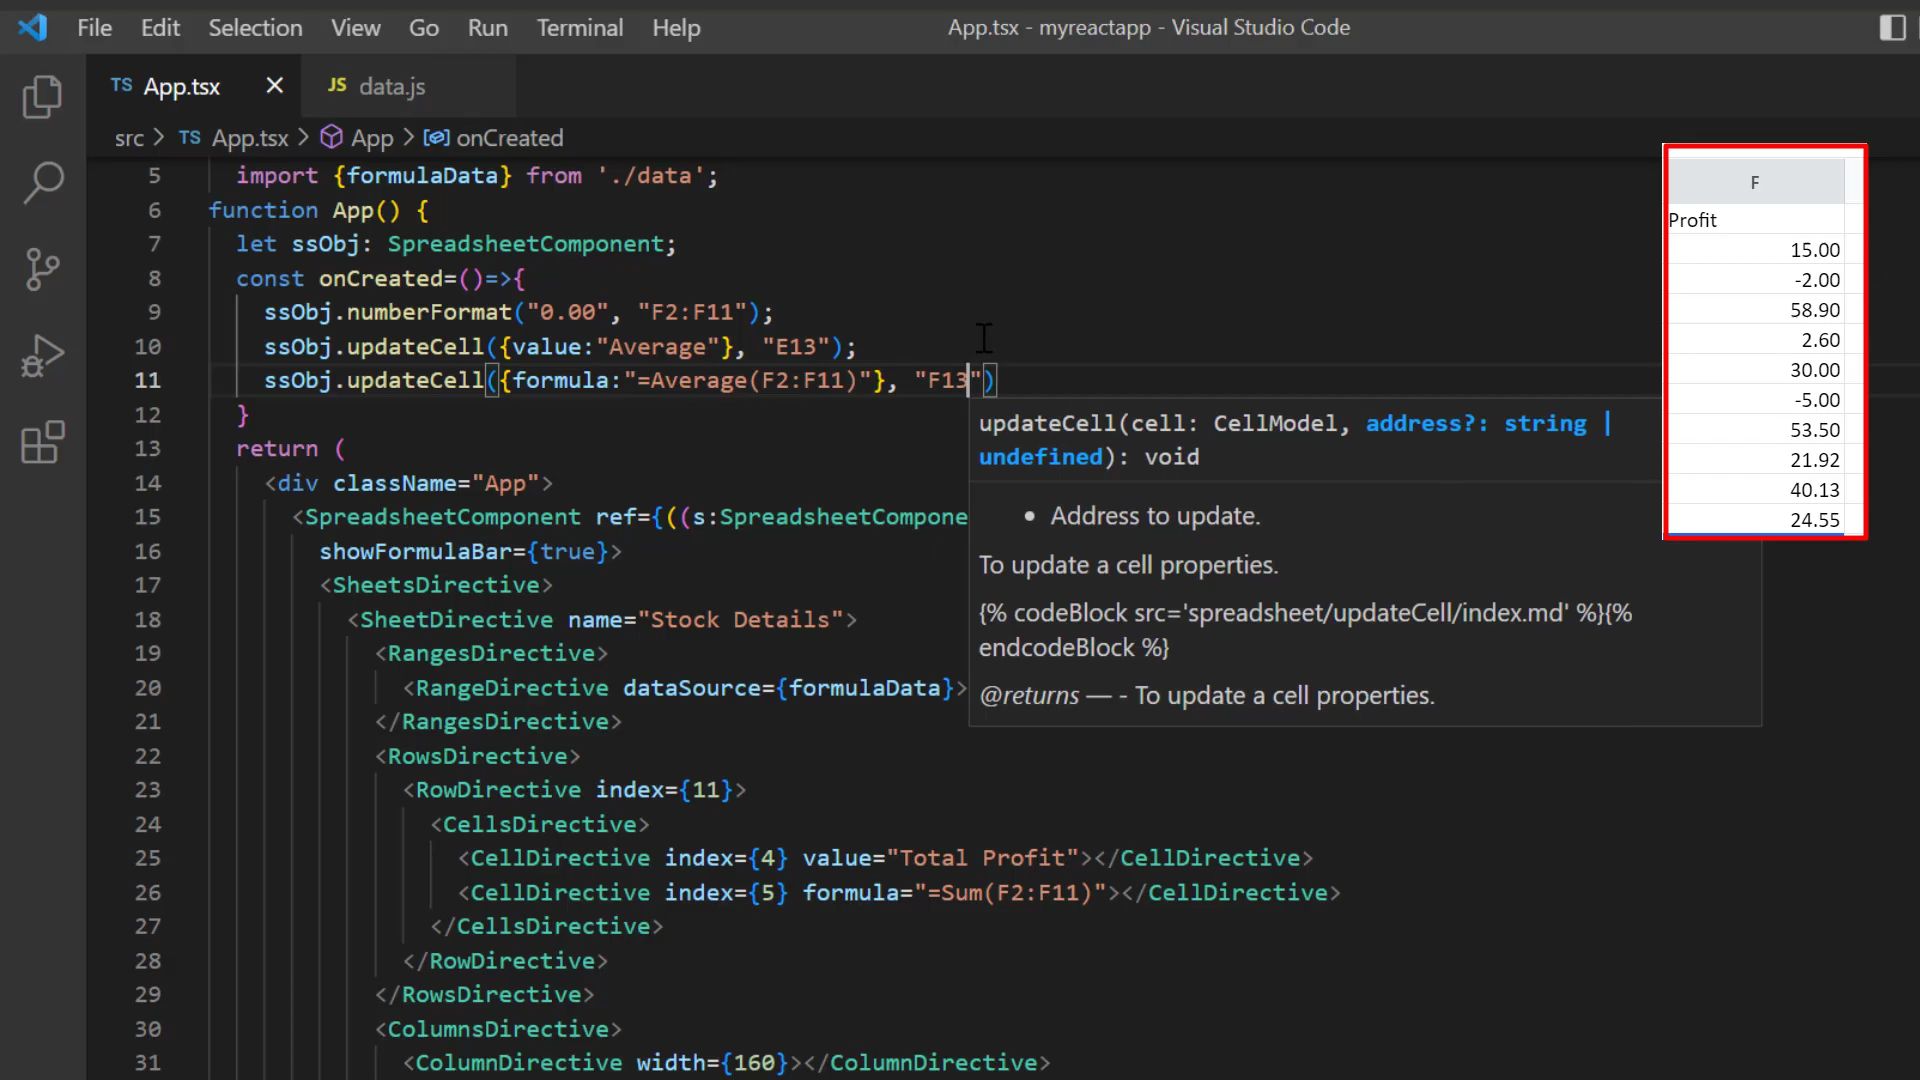 File Edit Selection View Go Run Terminal Help App.tsx - myreactapp - Visual Studio Code
TS App.tsx JS data.js
src > TS App.tsx > App > onCreated
5 import {formulaData} from './data';
6 function App() {
7 let ssObj: SpreadsheetComponent;
8 const onCreated=()=>{
9 ssObj.numberFormat("0.00", "F2:F11");
10 ssObj.updateCell({value:"Average"}, "E13");
11 ssObj.updateCell({formula:"=Average(F2:F11)"}, "F13")
12 }
13 return (
14 <div className="App">
15 <SpreadsheetComponent ref={((s:SpreadsheetCompone
16 showFormulaBar={true}>
17 <SheetsDirective>
18 <SheetDirective name="Stock Details">
19 <RangesDirective>
20 <RangeDirective dataSource={formulaData}>
21 </RangesDirective>
22 <RowsDirective>
23 <RowDirective index={11}>
24 <CellsDirective>
25 <CellDirective index={4} value="Total Profit"></CellDirective>
26 <CellDirective index={5} formula="=Sum(F2:F11)"></CellDirective>
27 </CellsDirective>
28 </RowDirective>
29 </RowsDirective>
30 <ColumnsDirective>
31 <ColumnDirective width={160}></ColumnDirective>
updateCell(cell: CellModel, address?: string |
undefined): void
• Address to update.
To update a cell properties.
{% codeBlock src='spreadsheet/updateCell/index.md' %}{%
endcodeBlock %}
@returns — - To update a cell properties.
F
Profit
15.00
-2.00
58.90
2.60
30.00
-5.00
53.50
21.92
40.13
24.55